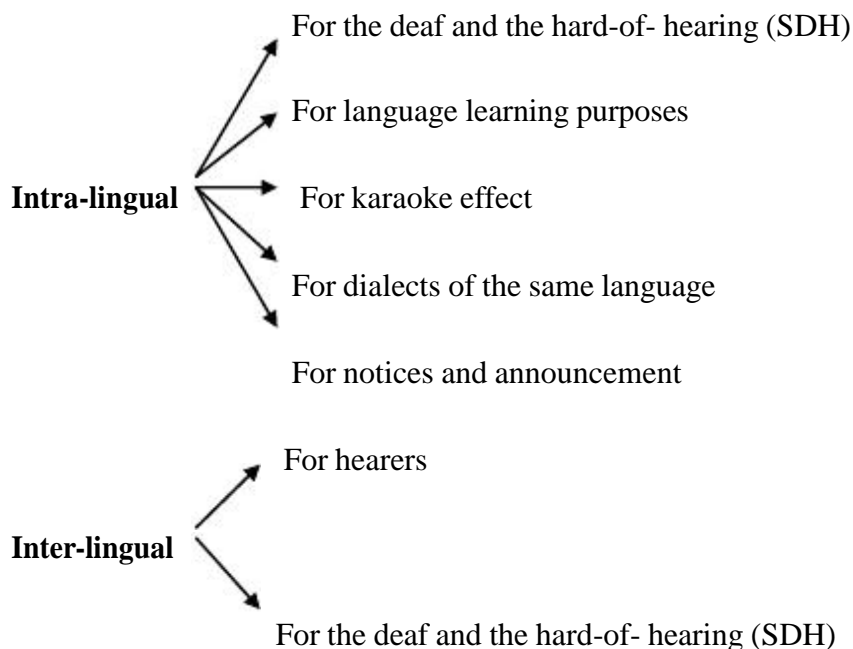 For the deaf and the hard-of- hearing (SDH)
For language learning purposes
Intra-lingual
For karaoke effect
For dialects of the same language
For notices and announcement
For hearers
Inter-lingual
For the deaf and the hard-of- hearing (SDH)